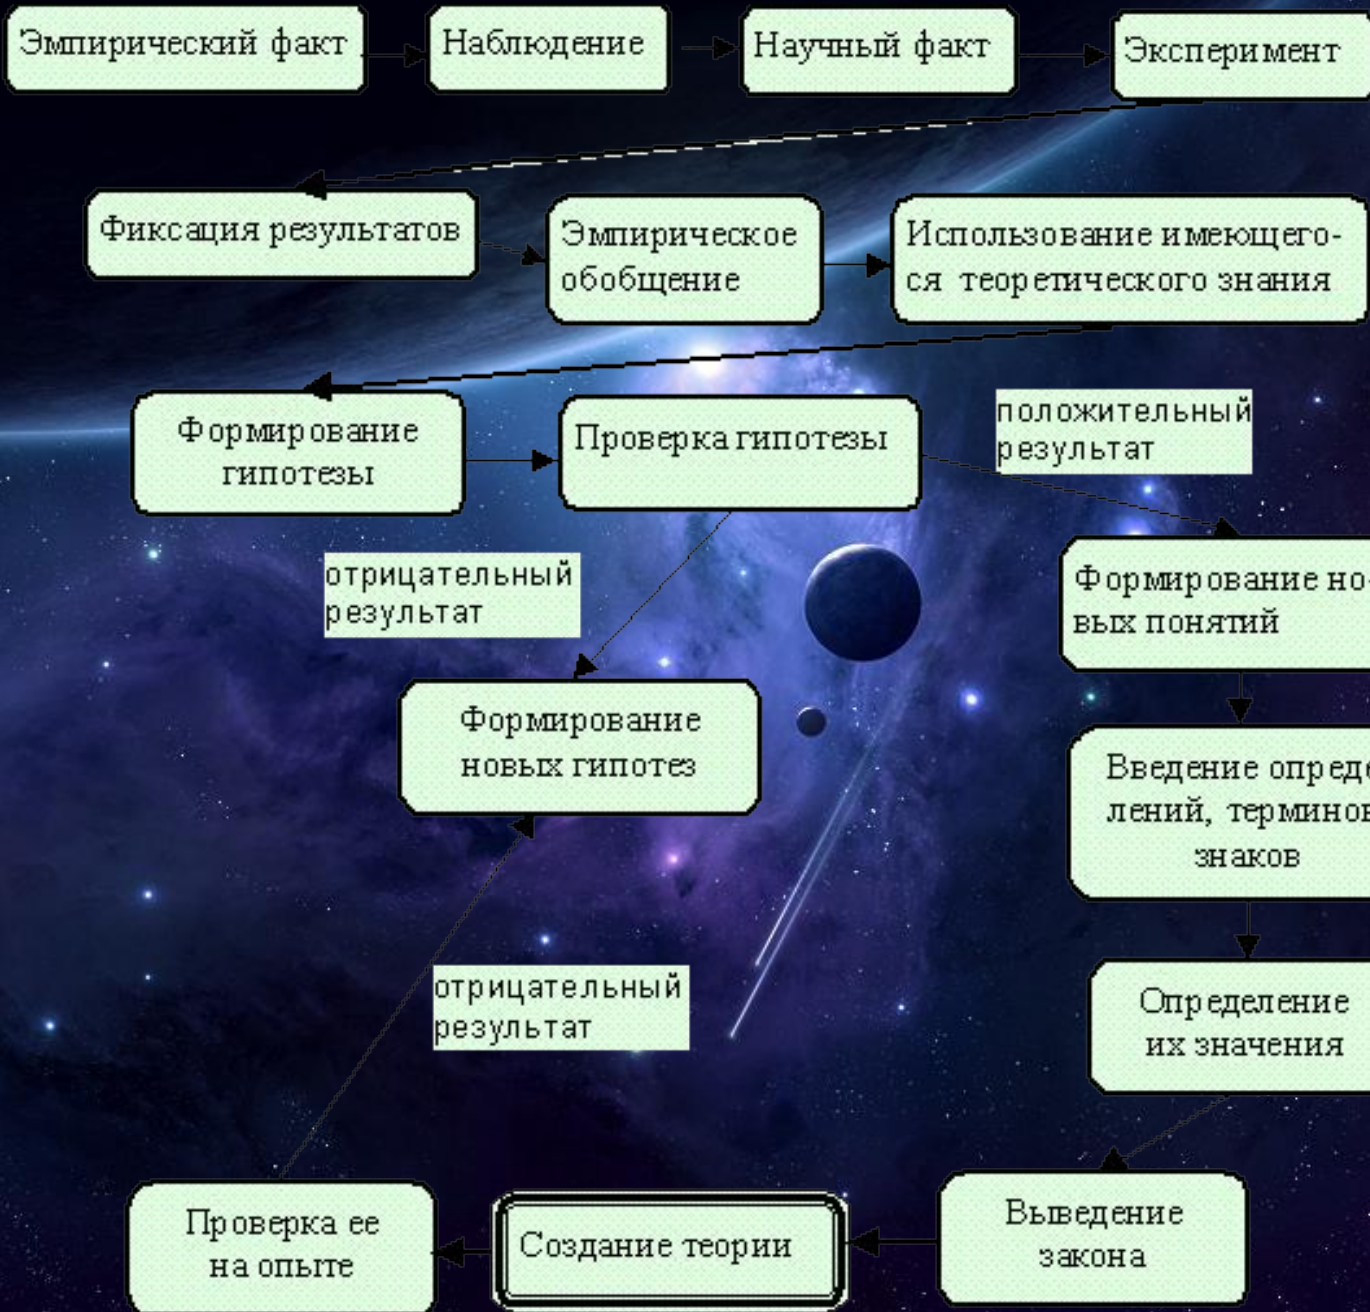 Эмпирический факт
Наблюдение
Научный факт
Эксперимент
Фиксация результатов
Эмпирическое
обобщение
Использование имеющего-
ся теоретического знания
Формирование
гипотезы
Проверка гипотезы
положительный
результат
отрицательный
результат
Формирование но-
вых понятий
Формирование
новых гипотез
Введение опреде
лений, терминов
знаков
отрицательный
результат
Определение
их значения
Проверка ее
на опыте
Создание теории
Выведение
закона